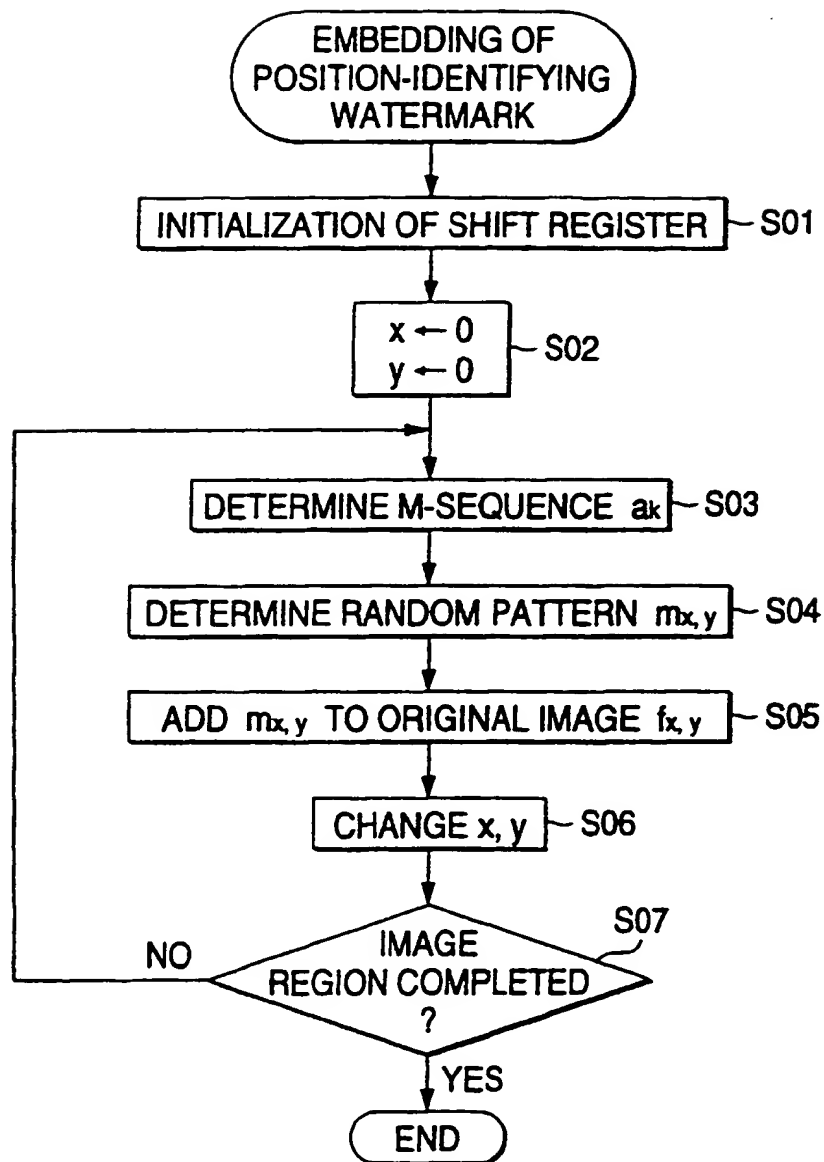 EMBEDDING OF
POSITION-IDENTIFYING
WATERMARK
INITIALIZATION OF SHIFT REGISTER
S01
x ← 0
y ← 0
S02
DETERMINE M-SEQUENCE ak
S03
DETERMINE RANDOM PATTERN mx, y
S04
ADD mx, y TO ORIGINAL IMAGE fx, y
S05
CHANGE x, y
S06
S07
IMAGE
REGION COMPLETED
?
NO
YES
END